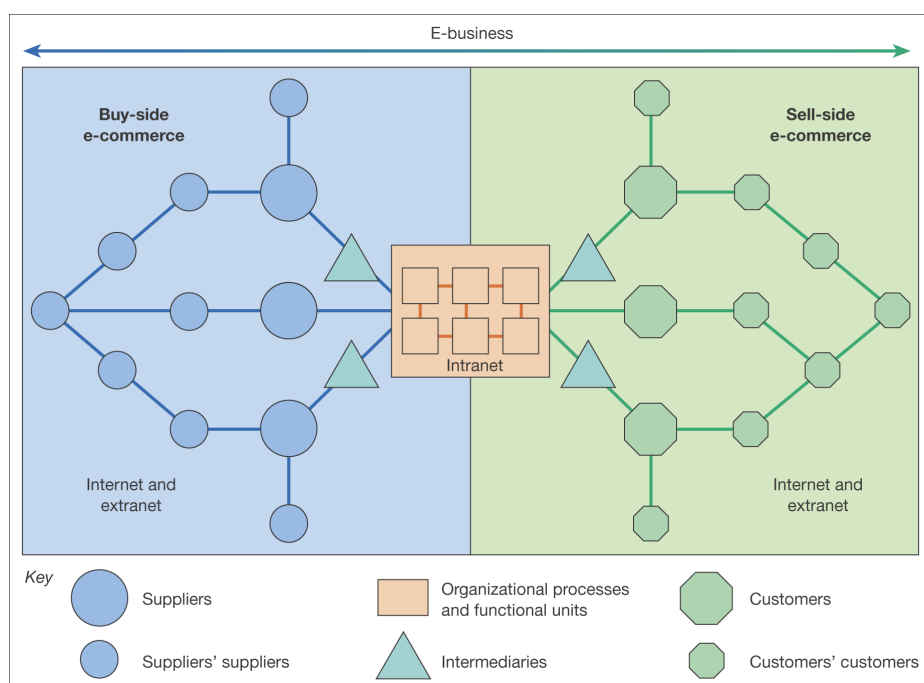 E-business
Buy-side
e-commerce
Sell-side
e-commerce
Intranet
Internet and
extranet
Internet and
extranet
Key
Suppliers
Organizational processes
and functional units
Customers
Suppliers’ suppliers
Intermediaries
Customers’ customers